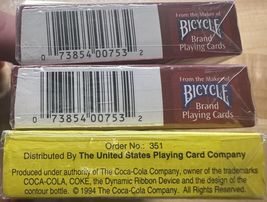 From the Maker of
BICYCLE
Brand
Playing Cards
0 73854 00753 2
From the Maker of
BICYCLE
Brand
Playing Cards
0 73854 00753 2
Order No.: 351
Distributed By The United States Playing Card Company
Produced under authority of The Coca-Cola Company, owner of the trademarks
COCA-COLA, COKE, the Dynamic Ribbon Device and the design of the
contour bottle. © 1994 The Coca-Cola Company. All Rights Reserved.